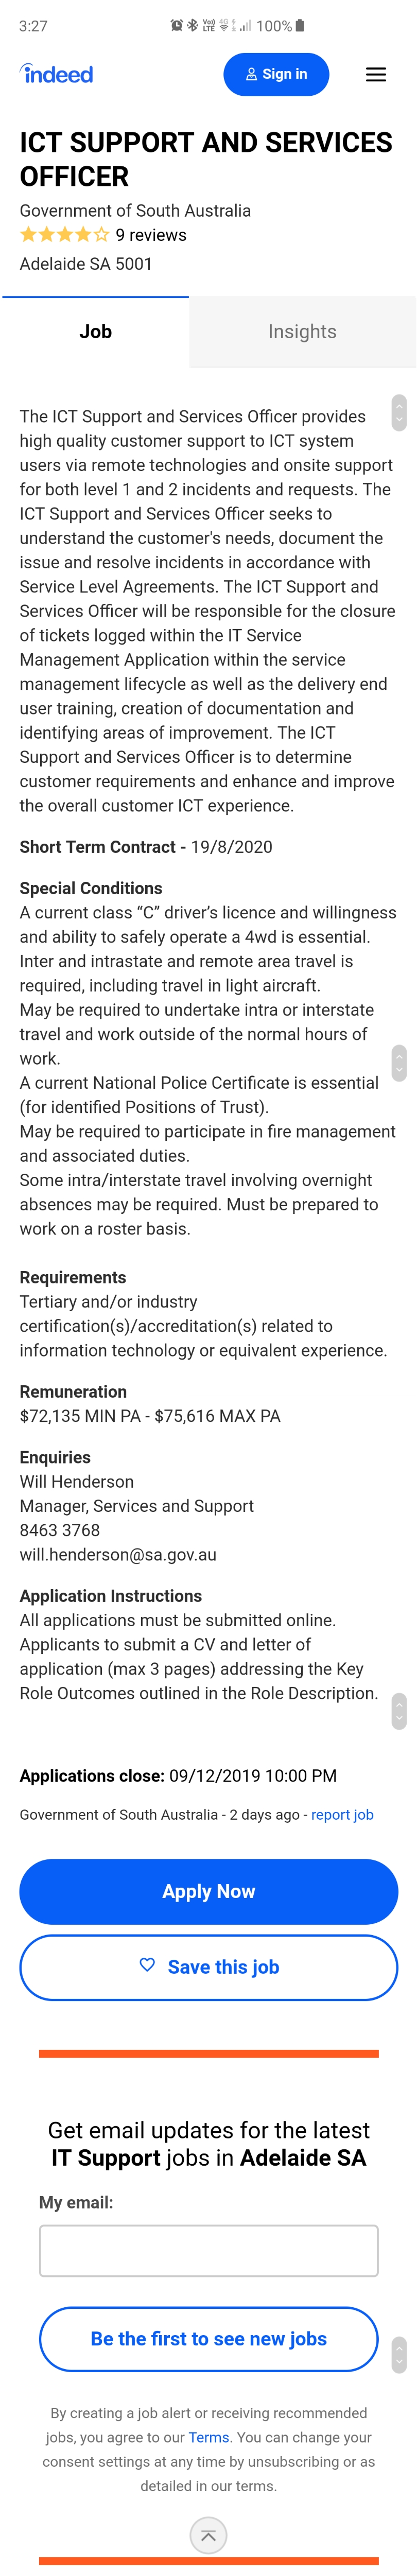 3:27
100%
indeed
Sign in
ICT SUPPORT AND SERVICES
OFFICER
Government of South Australia
9 reviews
Adelaide SA 5001
Job
Insights
The ICT Support and Services Officer provides
high quality customer support to ICT system
users via remote technologies and onsite support
for both level 1 and 2 incidents and requests. The
ICT Support and Services Officer seeks to
understand the customer's needs, document the
issue and resolve incidents in accordance with
Service Level Agreements. The ICT Support and
Services Officer will be responsible for the closure
of tickets logged within the IT Service
Management Application within the service
management lifecycle as well as the delivery end
user training, creation of documentation and
identifying areas of improvement. The ICT
Support and Services Officer is to determine
customer requirements and enhance and improve
the overall customer ICT experience.
Short Term Contract - 19/8/2020
Special Conditions
A current class “C” driver’s licence and willingness
and ability to safely operate a 4wd is essential.
Inter and intrastate and remote area travel is
required, including travel in light aircraft.
May be required to undertake intra or interstate
travel and work outside of the normal hours of
work.
A current National Police Certificate is essential
(for identified Positions of Trust).
May be required to participate in fire management
and associated duties.
Some intra/interstate travel involving overnight
absences may be required. Must be prepared to
work on a roster basis.
Requirements
Tertiary and/or industry
certification(s)/accreditation(s) related to
information technology or equivalent experience.
Remuneration
$72,135 MIN PA - $75,616 MAX PA
Enquiries
Will Henderson
Manager, Services and Support
8463 3768
will.henderson@sa.gov.au
Application Instructions
All applications must be submitted online.
Applicants to submit a CV and letter of
application (max 3 pages) addressing the Key
Role Outcomes outlined in the Role Description.
Applications close: 09/12/2019 10:00 PM
Government of South Australia - 2 days ago - report job
Apply Now
Save this job
Get email updates for the latest
IT Support jobs in Adelaide SA
My email:
Be the first to see new jobs
By creating a job alert or receiving recommended
jobs, you agree to our Terms. You can change your
consent settings at any time by unsubscribing or as
detailed in our terms.